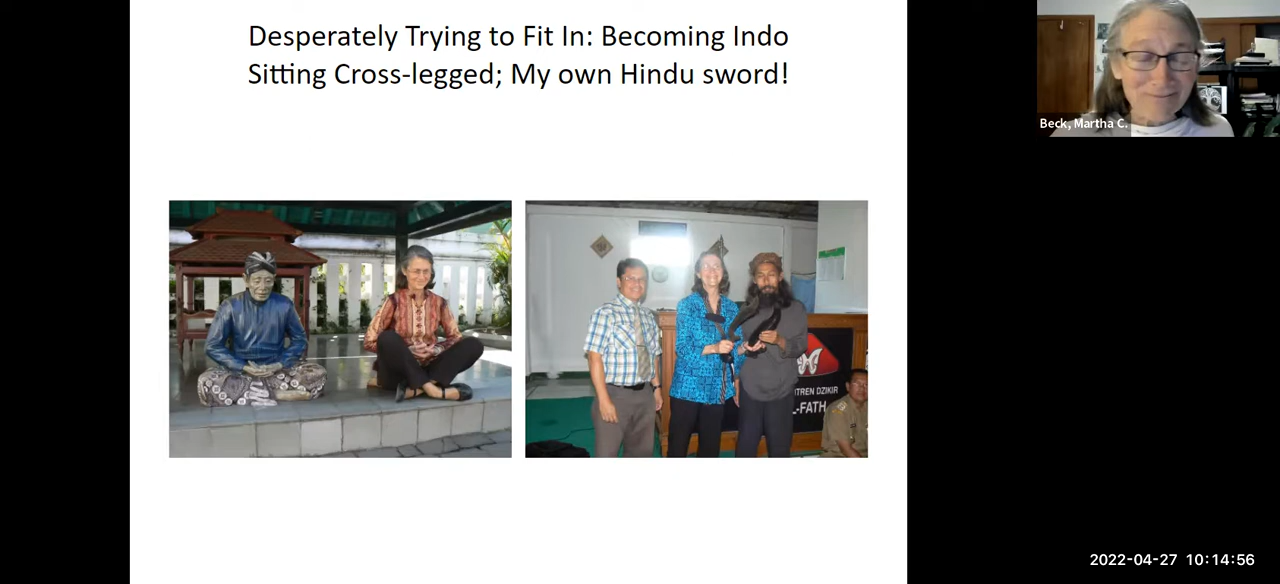 Desperately Trying to Fit In: Becoming Indo
Sitting Cross-legged; My own Hindu sword!
Beck, Martha C.
NTREN DZIKIR
L-FATH
2022-04-27 10:14:56